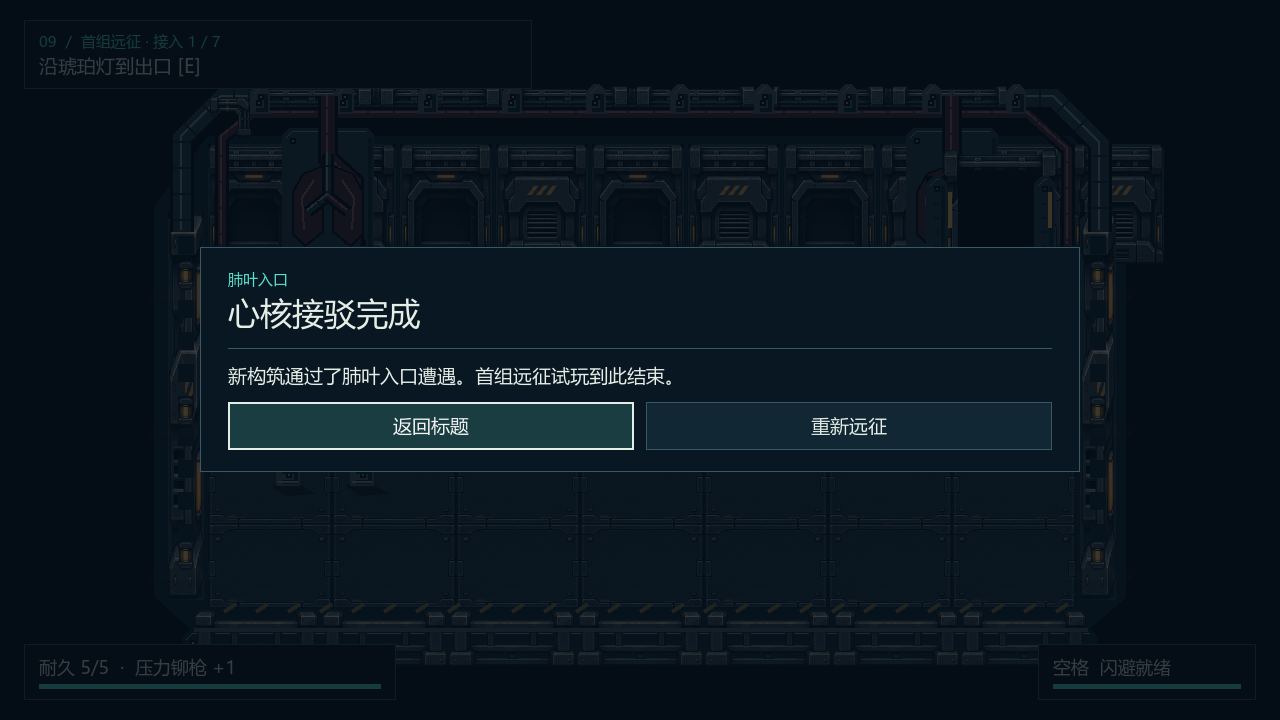 09 / 首组远征 · 接入 1 / 7
沿琥珀灯到出口 [E]
肺叶入口
心核接驳完成
新构筑通过了肺叶入口遭遇。首组远征试玩到此结束。
返回标题
重新远征
耐久 5/5 · 压力铆枪 +1
空格 闪避就绪